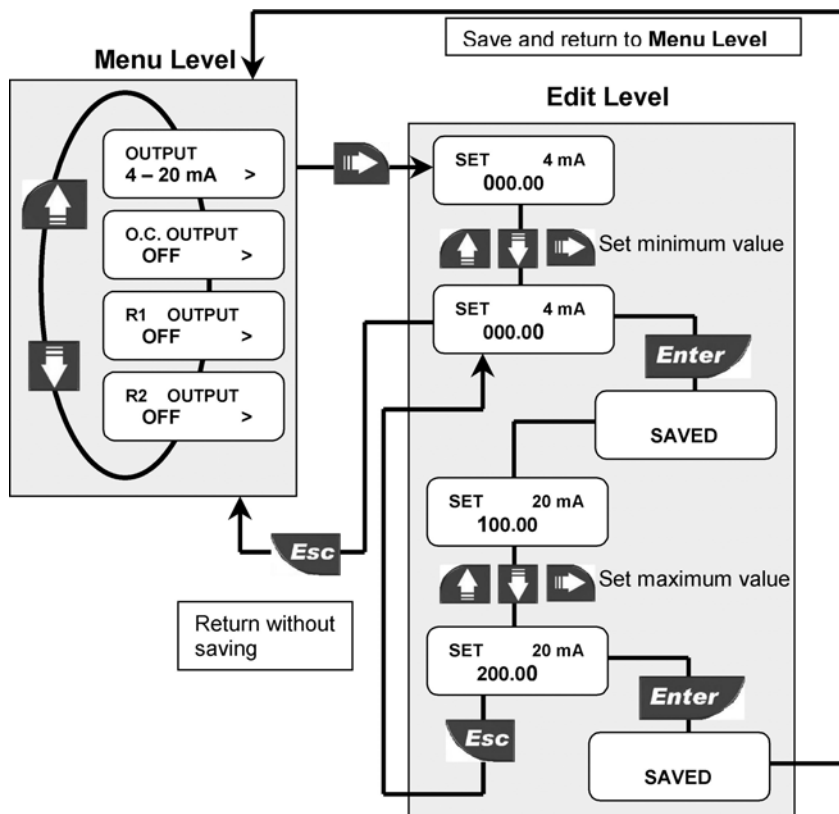 Save and return to Menu Level
Menu Level
Edit Level
OUTPUT
4 – 20 mA >
O.C. OUTPUT
OFF >
R1 OUTPUT
OFF >
R2 OUTPUT
OFF >
SET 4 mA
000.00
Set minimum value
SET 4 mA
000.00
Enter
SAVED
SET 20 mA
100.00
Esc
Set maximum value
Return without
saving
SET 20 mA
200.00
Enter
Esc
SAVED